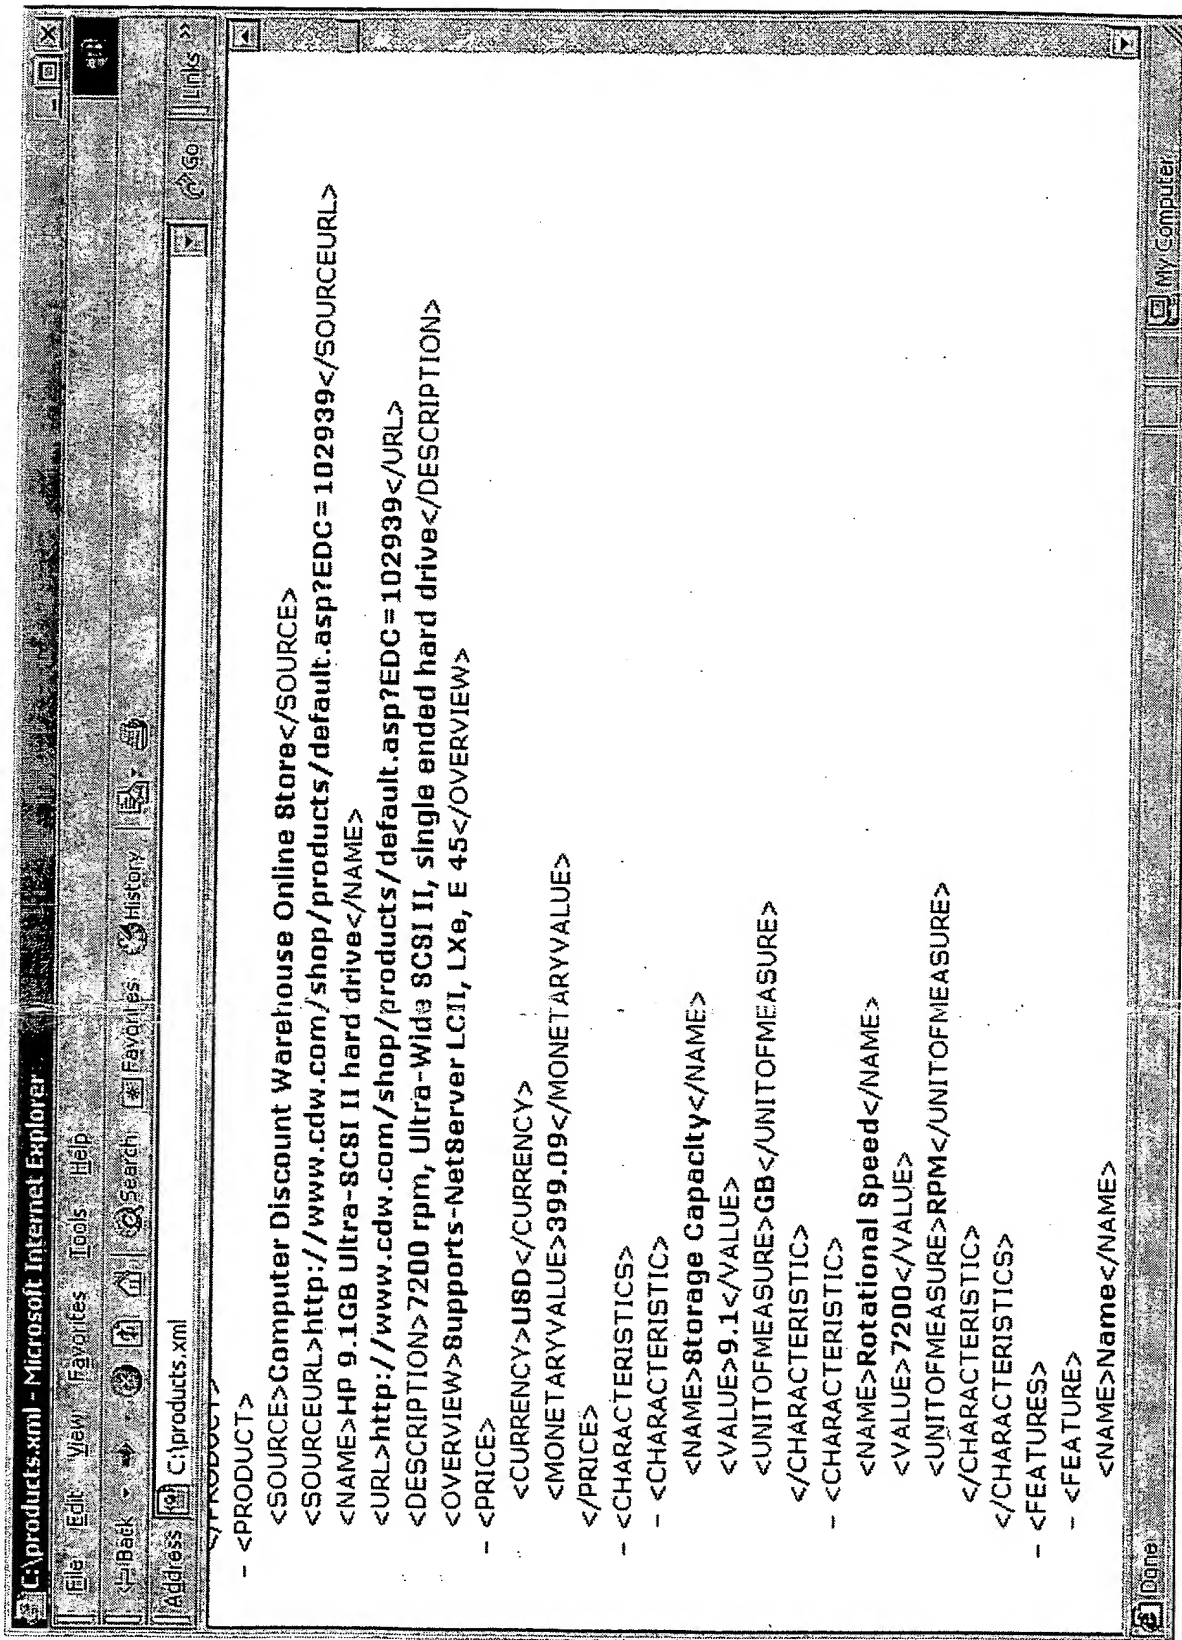 C:\products.xml - Microsoft Internet Explorer
File Edit View Favorites Tools Help
Back Search Favorites History
Address C:\products.xml Go Links »
</PRODUCT>
- <PRODUCT>
<SOURCE>Computer Discount Warehouse Online Store</SOURCE>
<SOURCEURL>http://www.cdw.com/shop/products/default.asp?EDC=102939</SOURCEURL>
<NAME>HP 9.1GB Ultra-SCSI II hard drive</NAME>
<URL>http://www.cdw.com/shop/products/default.asp?EDC=102939</URL>
<DESCRIPTION>7200 rpm, Ultra-Wide SCSI II, single ended hard drive</DESCRIPTION>
<OVERVIEW>Supports-NetServer LCII, LXe, E 45</OVERVIEW>
- <PRICE>
<CURRENCY>USD</CURRENCY>
<MONETARYVALUE>399.09</MONETARYVALUE>
</PRICE>
- <CHARACTERISTICS>
- <CHARACTERISTIC>
<NAME>Storage Capacity</NAME>
<VALUE>9.1</VALUE>
<UNITOFMEASURE>GB</UNITOFMEASURE>
</CHARACTERISTIC>
- <CHARACTERISTIC>
<NAME>Rotational Speed</NAME>
<VALUE>7200</VALUE>
<UNITOFMEASURE>RPM</UNITOFMEASURE>
</CHARACTERISTIC>
</CHARACTERISTICS>
- <FEATURES>
- <FEATURE>
<NAME>Name</NAME>
Done My Computer